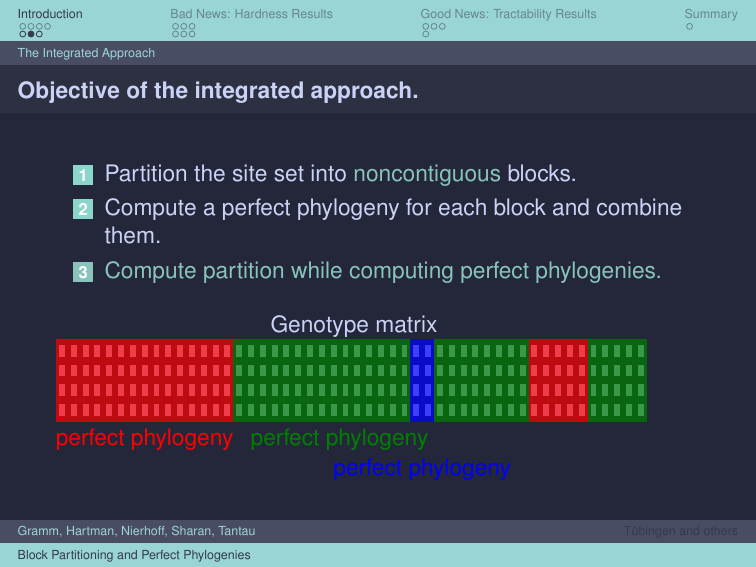 Introduction
Bad News: Hardness Results
Good News: Tractability Results
Summary
The Integrated Approach
Objective of the integrated approach.
1 Partition the site set into noncontiguous blocks.
2 Compute a perfect phylogeny for each block and combine
them.
3 Compute partition while computing perfect phylogenies.
Genotype matrix
perfect phylogeny perfect phylogeny
perfect phylogeny
Gramm, Hartman, Nierhoff, Sharan, Tantau
Tübingen and others
Block Partitioning and Perfect Phylogenies